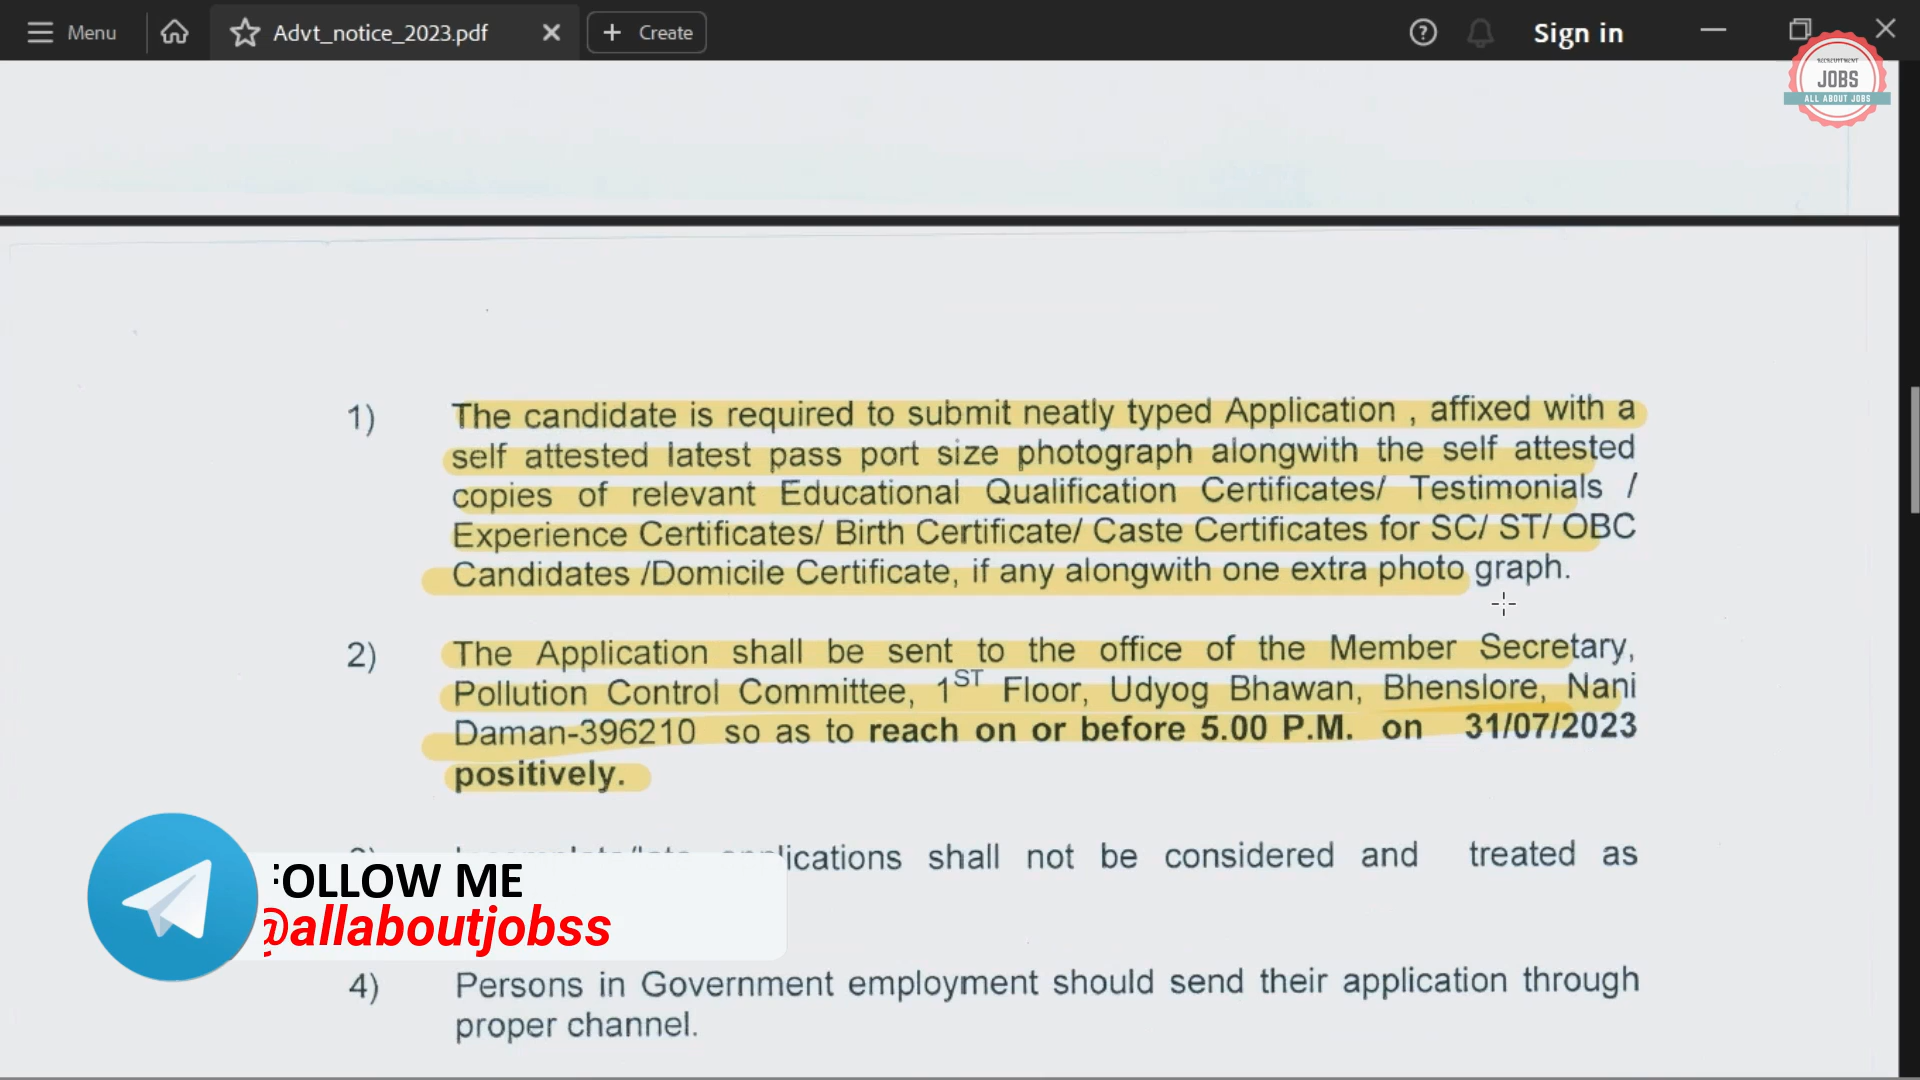 Menu
Advt_notice_2023.pdf
Create
Sign in
RECRUITMENT
JOBS
ALL ABOUT JOBS
1) The candidate is required to submit neatly typed Application , affixed with a
self attested latest pass port size photograph alongwith the self attested
copies of relevant Educational Qualification Certificates/ Testimonials /
Experience Certificates/ Birth Certificate/ Caste Certificates for SC/ ST/ OBC
Candidates /Domicile Certificate, if any alongwith one extra photo graph.
2) The Application shall be sent to the office of the Member Secretary,
Pollution Control Committee, 1ST Floor, Udyog Bhawan, Bhenslore, Nani
Daman-396210 so as to reach on or before 5.00 P.M. on 31/07/2023
positively.
shall not be considered and treated as
FOLLOW ME
@allaboutjobss
4) Persons in Government employment should send their application through
proper channel.